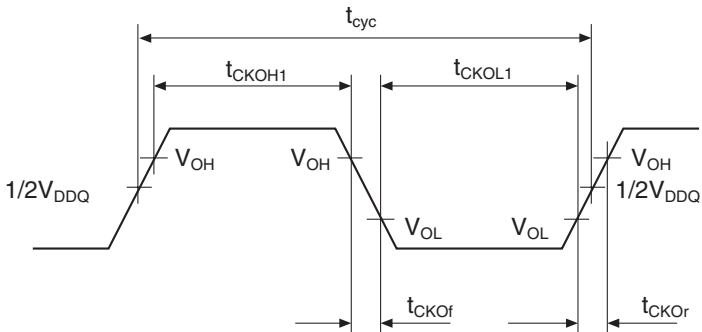 tcyc
tCKOH1 tCKOL1
VOH VOH VOH
1/2VDDQ 1/2VDDQ
VOL VOL
tCKOf tCKOr